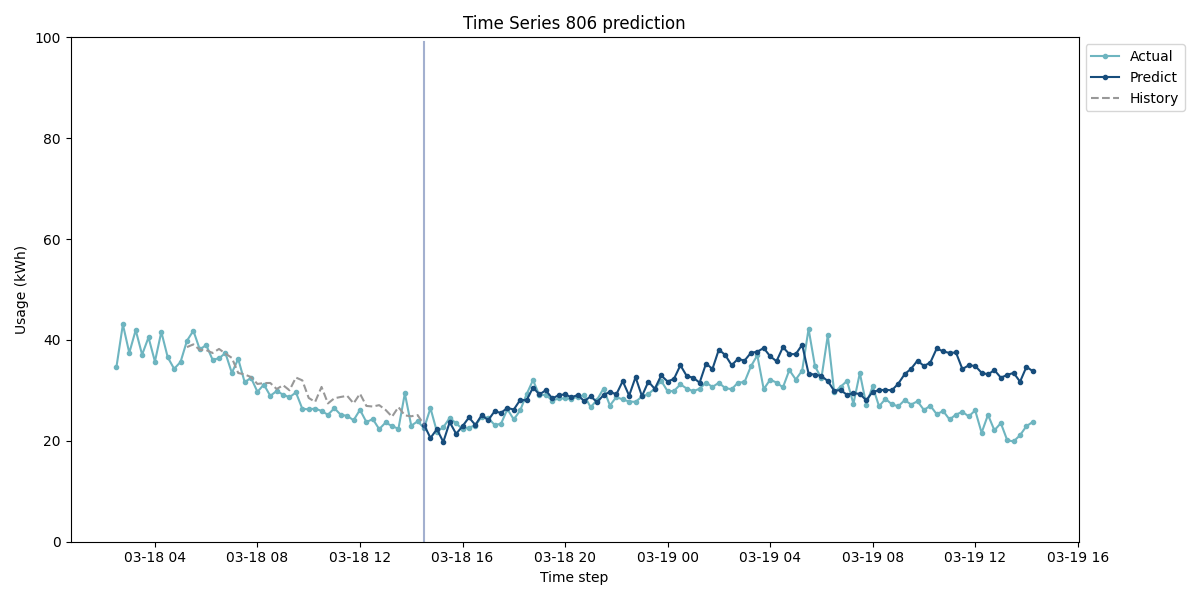 Time Series 806 prediction
100
80
60
40
20
0
Usage (kWh)
03-18 04
03-18 08
03-18 12
03-18 16
03-18 20
03-19 00
03-19 04
03-19 08
03-19 12
03-19 16
Time step
Actual
Predict
History